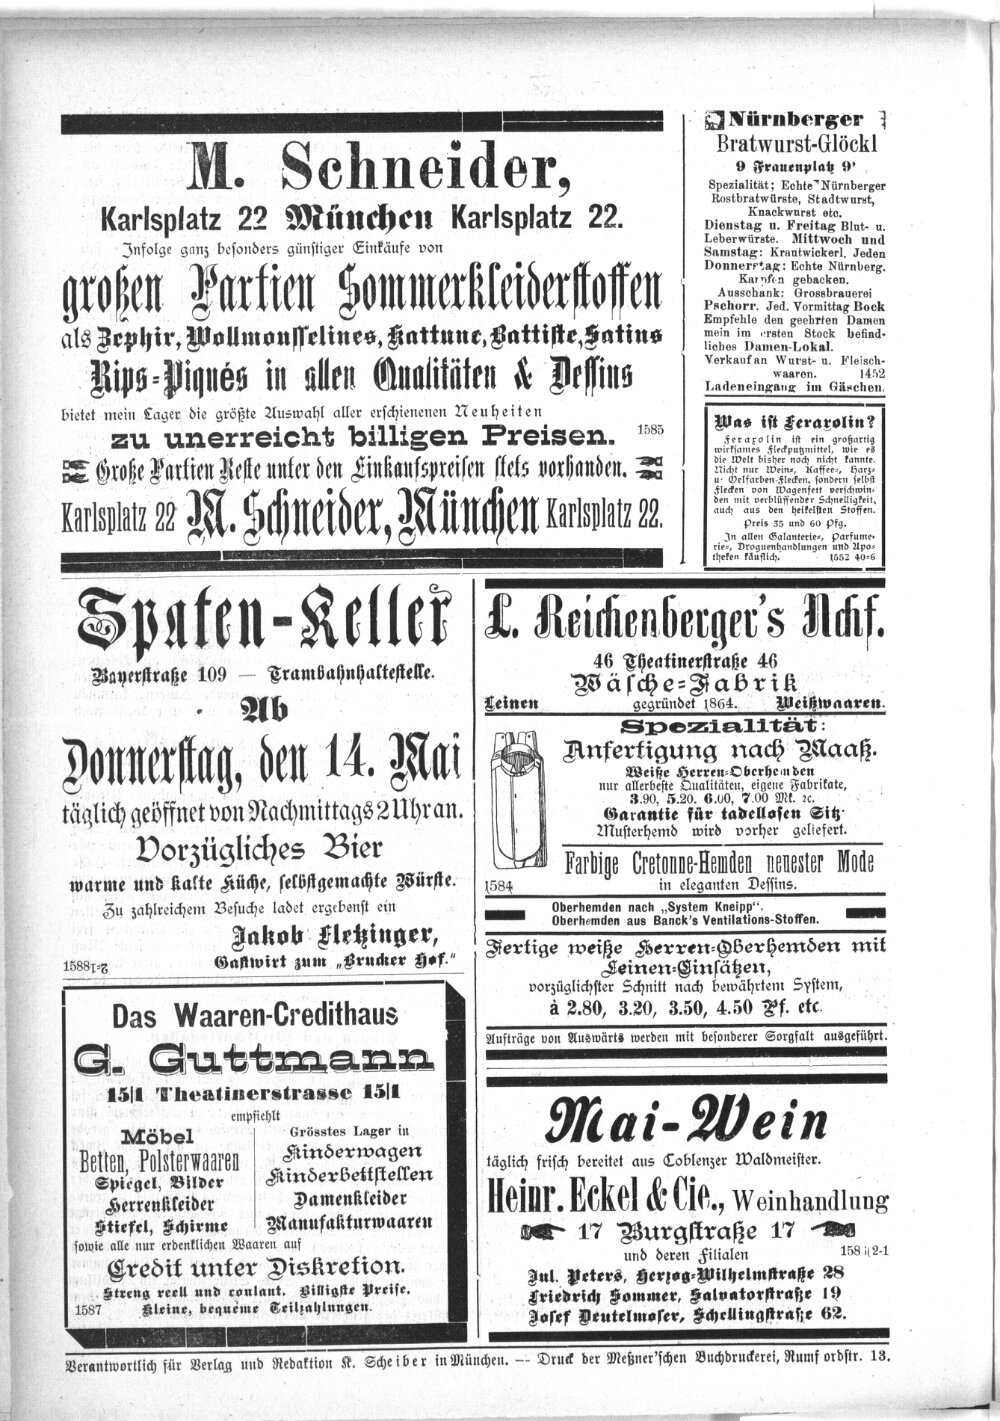 M. Schneider,
Karlsplatz 22 München Karlsplatz 22.
Infolge ganz besonders günstiger Einkäufe von
großen Partien Sommerkleiderstoffen
als Zephir, Wollmousselines, Kattune, Battiste, Satins
Rips-Piqués in allen Qualitäten & Dessins
bietet mein Lager die größte Auswahl aller erschienenen Neuheiten
zu unerreicht billigen Preisen. 1585
Große Partien Reste unter den Einkaufspreisen stets vorhanden.
Karlsplatz 22 M. Schneider, München Karlsplatz 22.
Nürnberger
Bratwurst-Glöckl
9 Frauenplatz 9
Spezialität; Echte Nürnberger
Rostbratwürste, Stadtwurst,
Knackwurst etc.
Dienstag u. Freitag Blut- u.
Leberwürste. Mittwoch und
Samstag: Krautwickerl. Jeden
Donnerstag: Echte Nürnberg.
Karpfen gebacken.
Ausschank: Grossbrauerei
Pschorr. Jed. Vormittag Bock
Empfehle den geehrten Damen
mein im ersten Stock befind-
liches Damen-Lokal.
Verkauf an Wurst- u. Fleisch-
waaren. 1452
Ladeneingang im Gäschen.
Was ist Feraxolin?
Feraxolin ist ein großartig
wirksames Fleckputzmittel, wie es
die Welt bisher noch nicht kannte.
Nicht nur Wein-, Kaffee-, Harz-
u. Oelfarben-Flecken, sondern selbst
Flecken von Wagenfett verschwin-
den mit verblüffender Schnelligkeit,
auch aus den heikelsten Stoffen.
Preis 35 und 60 Pfg.
In allen Galanterie-, Parfume-
rie-, Droguenhandlungen und Apo-
theken käuflich. 1552 40-6
Spaten-Keller
Bayerstraße 109 — Trambahnhaltestelle.
Ab
Donnerstag, den 14. Mai
täglich geöffnet von Nachmittags 2 Uhr an.
Vorzügliches Bier
warme und kalte Küche, selbstgemachte Würste.
Zu zahlreichem Besuche ladet ergebenst ein
Jakob Fletzinger,
1588 1-2 Gastwirt zum „Brucker Hof."
L. Reichenberger's Nchf.
46 Theatinerstraße 46
Wäsche-Fabrik
Leinen gegründet 1864. Weißwaaren.
Spezialität:
Anfertigung nach Maaß.
Weiße Herren-Oberhemden
nur allerbeste Qualitäten, eigene Fabrikate,
3.90, 5.20. 6.00, 7.00 Mk. ꝛc.
Garantie für tadellosen Sitz
Musterhemd wird vorher geliefert.
Farbige Cretonne-Hemden neuester Mode
1584 in eleganten Dessins.
Oberhemden nach „System Kneipp".
Oberhemden aus Banck's Ventilations-Stoffen.
Fertige weiße Herren-Oberhemden mit
Leinen-Einsätzen,
vorzüglichster Schnitt nach bewährtem System,
à 2.80, 3.20, 3.50, 4.50 Pf. etc.
Aufträge von Auswärts werden mit besonderer Sorgfalt ausgeführt.
Das Waaren-Credithaus
G. Guttmann
15|1 Theatinerstrasse 15|1
empfiehlt
Möbel
Betten, Polsterwaaren
Spiegel, Bilder
Herrenkleider
Stiefel, Schirme
Grösstes Lager in
Kinderwagen
Kinderbettstellen
Damenkleider
Manufakturwaaren
sowie alle nur erdenklichen Waaren auf
Credit unter Diskretion.
Streng reell und coulant. Billigste Preise.
1587 Kleine, bequeme Teilzahlungen.
Mai-Wein
täglich frisch bereitet aus Coblenzer Waldmeister.
Heinr. Eckel & Cie., Weinhandlung
17 Burgstraße 17
und deren Filialen 2-1
Jul. Peters, Herzog-Wilhelmstraße 28
Friedrich Sommer, Salvatorstraße 19
Josef Deutelmoser, Schellingstraße 62.
Verantwortlich für Verlag und Redaktion K. Scheiber in München. — Druck der Meßner'schen Buchdruckerei, Rumfordstr. 13.